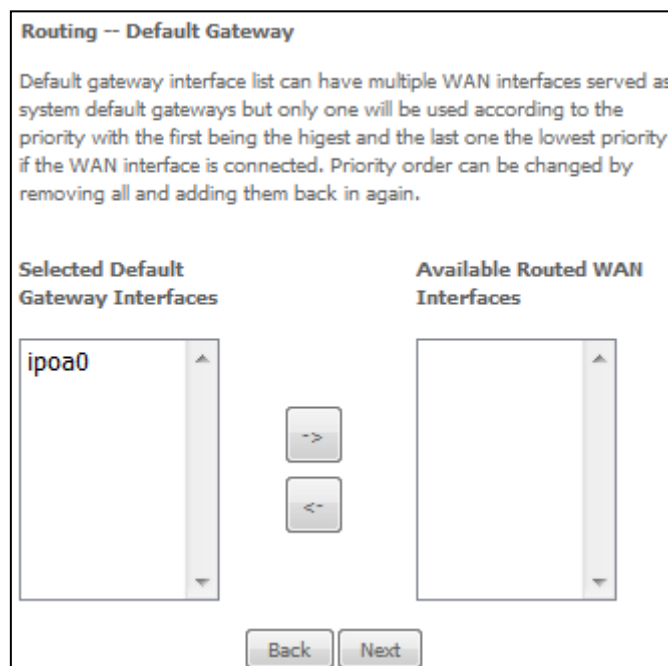 Routing -- Default Gateway
Default gateway interface list can have multiple WAN interfaces served as
system default gateways but only one will be used according to the
priority with the first being the higest and the last one the lowest priority
if the WAN interface is connected. Priority order can be changed by
removing all and adding them back in again.
Selected Default
Gateway Interfaces
Available Routed WAN
Interfaces
ipoa0
->
<-
Back
Next